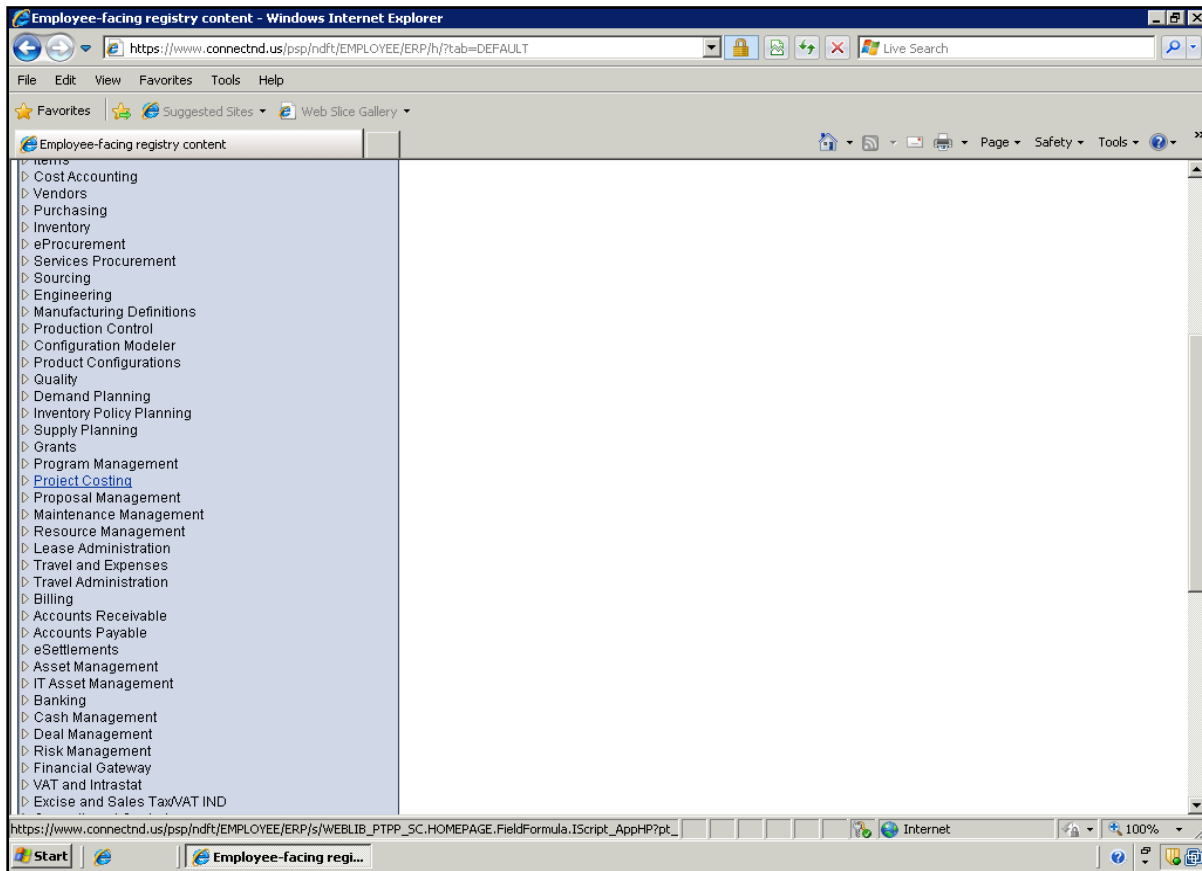 Employee-facing registry content - Windows Internet Explorer
https://www.connectnd.us/psp/ndft/EMPLOYEE/ERP/h/?tab=DEFAULT
Live Search
File Edit View Favorites Tools Help
Favorites Suggested Sites Web Slice Gallery
Employee-facing registry content
Page Safety Tools
Items
Cost Accounting
Vendors
Purchasing
Inventory
eProcurement
Services Procurement
Sourcing
Engineering
Manufacturing Definitions
Production Control
Configuration Modeler
Product Configurations
Quality
Demand Planning
Inventory Policy Planning
Supply Planning
Grants
Program Management
Project Costing
Proposal Management
Maintenance Management
Resource Management
Lease Administration
Travel and Expenses
Travel Administration
Billing
Accounts Receivable
Accounts Payable
eSettlements
Asset Management
IT Asset Management
Banking
Cash Management
Deal Management
Risk Management
Financial Gateway
VAT and Intrastat
Excise and Sales Tax/VAT IND
https://www.connectnd.us/psp/ndft/EMPLOYEE/ERP/s/WEBLIB_PTPP_SC.HOMEPAGE.FieldFormula.IScript_AppHP?pt_
Internet
100%
Start
Employee-facing regi...